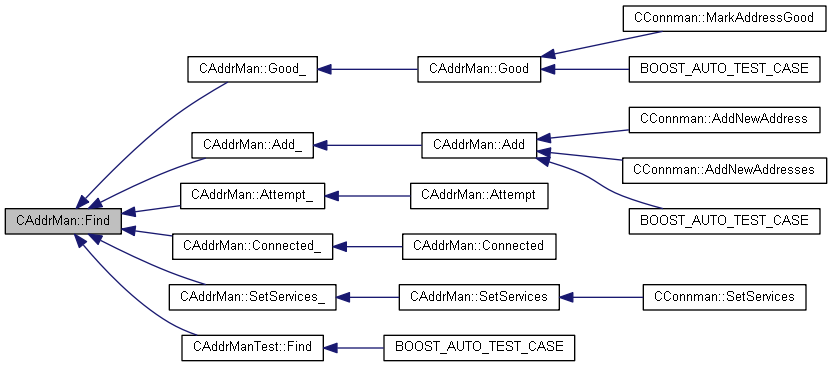 CConnman::MarkAddressGood
CAddrMan::Good_
CAddrMan::Good
BOOST_AUTO_TEST_CASE
CConnman::AddNewAddress
CAddrMan::Add_
CAddrMan::Add
CConnman::AddNewAddresses
CAddrMan::Attempt_
CAddrMan::Attempt
BOOST_AUTO_TEST_CASE
CAddrMan::Find
CAddrMan::Connected_
CAddrMan::Connected
CAddrMan::SetServices_
CAddrMan::SetServices
CConnman::SetServices
CAddrManTest::Find
BOOST_AUTO_TEST_CASE